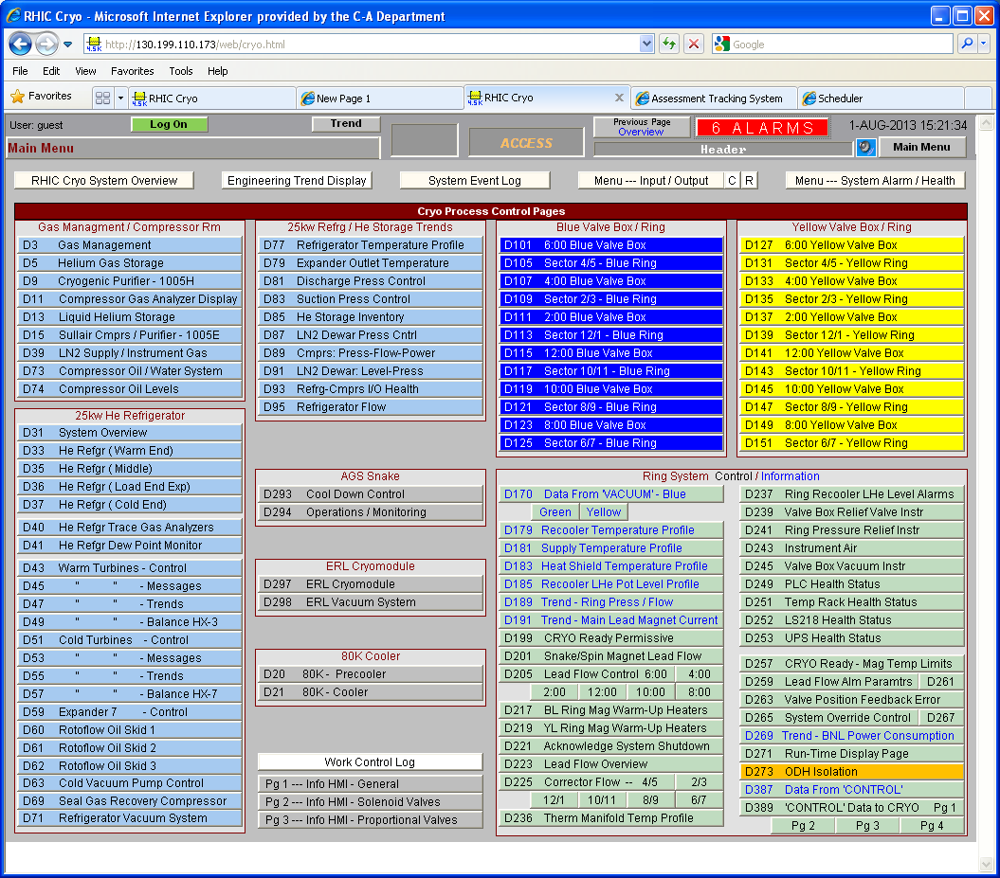 RHIC Cryo - Microsoft Internet Explorer provided by the C-A Department
4.5K http://130.199.110.173/web/cryo.html
Google
File Edit View Favorites Tools Help
Favorites
4.5K RHIC Cryo
New Page 1
4.5K RHIC Cryo X
Assessment Tracking System
Scheduler
User: guest
Log On
Trend
Main Menu
ACCESS
Previous Page
Overview
6 ALARMS
1-AUG-2013 15:21:34
Header
Main Menu
RHIC Cryo System Overview
Engineering Trend Display
System Event Log
Menu --- Input / Output C R
Menu --- System Alarm / Health
Cryo Process Control Pages
Gas Managment / Compressor Rm
D3 Gas Management
D5 Helium Gas Storage
D9 Cryogenic Purifier - 1005H
D11 Compressor Gas Analyzer Display
D13 Liquid Helium Storage
D15 Sullair Cmprs / Purifier - 1005E
D39 LN2 Supply / Instrument Gas
D73 Compressor Oil / Water System
D74 Compressor Oil Levels
25kw He Refrigerator
D31 System Overview
D33 He Refgr ( Warm End)
D35 He Refgr ( Middle)
D36 He Refgr ( Load End Exp)
D37 He Refgr ( Cold End)
D40 He Refgr Trace Gas Analyzers
D41 He Refgr Dew Point Monitor
D43 Warm Turbines - Control
D45 " " - Messages
D47 " " - Trends
D49 " " - Balance HX-3
D51 Cold Turbines - Control
D53 " " - Messages
D55 " " - Trends
D57 " " - Balance HX-7
D59 Expander 7 - Control
D60 Rotoflow Oil Skid 1
D61 Rotoflow Oil Skid 2
D62 Rotoflow Oil Skid 3
D63 Cold Vacuum Pump Control
D69 Seal Gas Recovery Compressor
D71 Refrigerator Vacuum System
25kw Refrg / He Storage Trends
D77 Refrigerator Temperature Profile
D79 Expander Outlet Temperature
D81 Discharge Press Control
D83 Suction Press Control
D85 He Storage Inventory
D87 LN2 Dewar Press Cntrl
D89 Cmprs: Press-Flow-Power
D91 LN2 Dewar: Level-Press
D93 Refrg-Cmprs I/O Health
D95 Refrigerator Flow
AGS Snake
D293 Cool Down Control
D294 Operations / Monitoring
ERL Cryomodule
D297 ERL Cryomodule
D298 ERL Vacuum System
80K Cooler
D20 80K - Precooler
D21 80K - Cooler
Work Control Log
Pg 1 --- Info HMI - General
Pg 2 --- Info HMI - Solenoid Valves
Pg 3 --- Info HMI - Proportional Valves
Blue Valve Box / Ring
D101 6:00 Blue Valve Box
D105 Sector 4/5 - Blue Ring
D107 4:00 Blue Valve Box
D109 Sector 2/3 - Blue Ring
D111 2:00 Blue Valve Box
D113 Sector 12/1 - Blue Ring
D115 12:00 Blue Valve Box
D117 Sector 10/11 - Blue Ring
D119 10:00 Blue Valve Box
D121 Sector 8/9 - Blue Ring
D123 8:00 Blue Valve Box
D125 Sector 6/7 - Blue Ring
Yellow Valve Box / Ring
D127 6:00 Yellow Valve Box
D131 Sector 4/5 - Yellow Ring
D133 4:00 Yellow Valve Box
D135 Sector 2/3 - Yellow Ring
D137 2:00 Yellow Valve Box
D139 Sector 12/1 - Yellow Ring
D141 12:00 Yellow Valve Box
D143 Sector 10/11 - Yellow Ring
D145 10:00 Yellow Valve Box
D147 Sector 8/9 - Yellow Ring
D149 8:00 Yellow Valve Box
D151 Sector 6/7 - Yellow Ring
Ring System Control / Information
D170 Data From 'VACUUM' - Blue
Green Yellow
D179 Recooler Temperature Profile
D181 Supply Temperature Profile
D183 Heat Shield Temperature Profile
D185 Recooler LHe Pot Level Profile
D189 Trend - Ring Press / Flow
D191 Trend - Main Lead Magnet Current
D199 CRYO Ready Permissive
D201 Snake/Spin Magnet Lead Flow
D205 Lead Flow Control 6:00 4:00
2:00 12:00 10:00 8:00
D217 BL Ring Mag Warm-Up Heaters
D219 YL Ring Mag Warm-Up Heaters
D221 Acknowledge System Shutdown
D223 Lead Flow Overview
D225 Corrector Flow -- 4/5 2/3
12/1 10/11 8/9 6/7
D236 Therm Manifold Temp Profile
D237 Ring Recooler LHe Level Alarms
D239 Valve Box Relief Valve Instr
D241 Ring Pressure Relief Instr
D243 Instrument Air
D245 Valve Box Vacuum Instr
D249 PLC Health Status
D251 Temp Rack Health Status
D252 LS218 Health Status
D253 UPS Health Status
D257 CRYO Ready - Mag Temp Limits
D259 Lead Flow Alm Paramtrs D261
D263 Valve Position Feedback Error
D265 System Override Control D267
D269 Trend - BNL Power Consumption
D271 Run-Time Display Page
D273 ODH Isolation
D387 Data From 'CONTROL'
D389 'CONTROL' Data to CRYO Pg 1
Pg 2 Pg 3 Pg 4